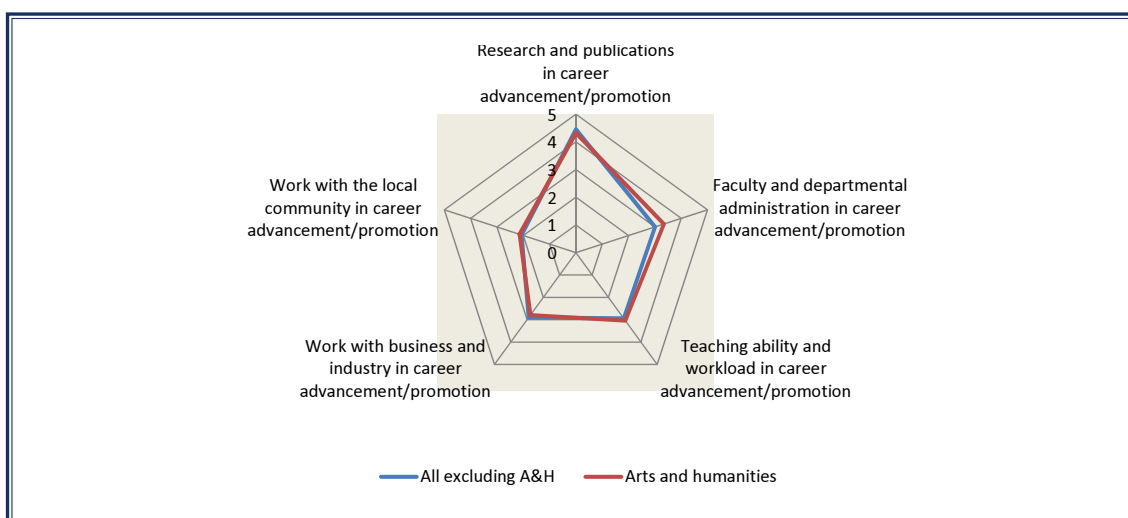 Research and publications
in career
advancement/promotion
5
4
3
2
1
0
Faculty and departmental
administration in career
advancement/promotion
Teaching ability and
workload in career
advancement/promotion
Work with business and
industry in career
advancement/promotion
Work with the local
community in career
advancement/promotion
All excluding A&H
Arts and humanities